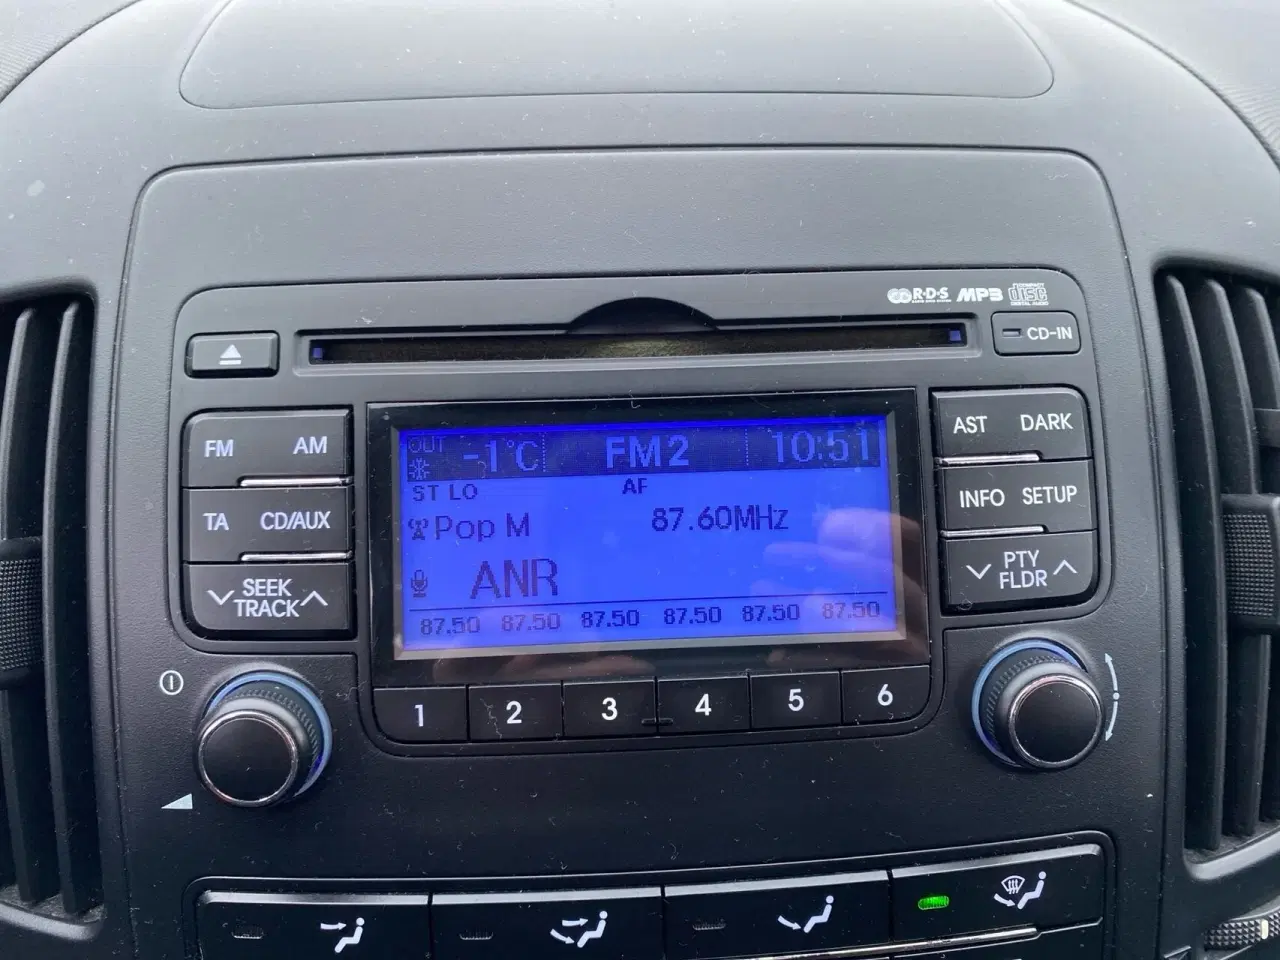 R·D·S MP3 COMPACT disc DIGITAL AUDIO
CD-IN
FM AM
TA CD/AUX
SEEK
TRACK
OUT -1°C FM2 10:51
ST LO AF
Pop M 87.60MHz
ANR
87.50 87.50 87.50 87.50 87.50 87.50
1 2 3 4 5 6
AST DARK
INFO SETUP
PTY
FLDR